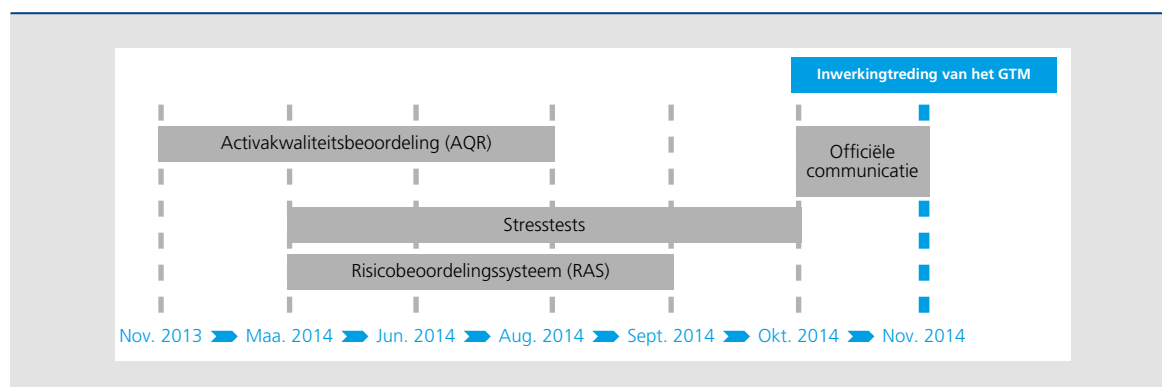 Inwerkingtreding van het GTM
Activakwaliteitsbeoordeling (AQR)
Officiële
communicatie
Stresstests
Risicobeoordelingssysteem (RAS)
Nov. 2013 Maa. 2014 Jun. 2014 Aug. 2014 Sept. 2014 Okt. 2014 Nov. 2014